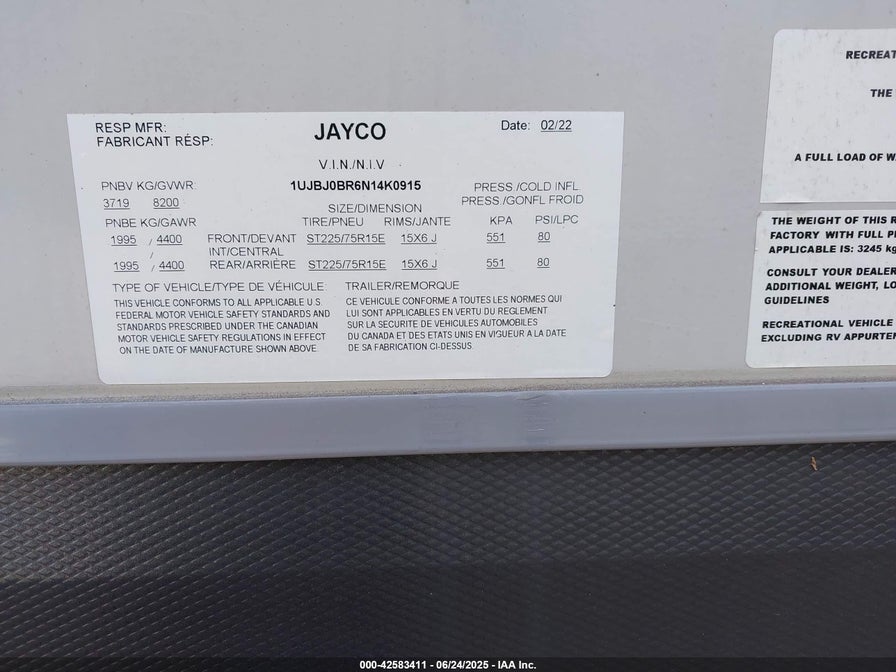 RESP MFR:
FABRICANT RÉSP:
JAYCO
Date: 02/22
V.I.N./N.I.V
PNBV KG/GVWR
1UJBJ0BR6N14K0915
PRESS./COLD INFL
3719 8200
SIZE/DIMENSION
PRESS./GONFL FROID
PNBE KG/GAWR
TIRE/PNEU RIMS/JANTE KPA PSI/LPC
1995 / 4400 FRONT/DEVANT ST225/75R15E 15X6 J 551 80
/ INT/CENTRAL
1995 / 4400 REAR/ARRIÈRE ST225/75R15E 15X6 J 551 80
TYPE OF VEHICLE/TYPE DE VÉHICULE: TRAILER/REMORQUE
THIS VEHICLE CONFORMS TO ALL APPLICABLE U.S.
FEDERAL MOTOR VEHICLE SAFETY STANDARDS AND
STANDARDS PRESCRIBED UNDER THE CANADIAN
MOTOR VEHICLE SAFETY REGULATIONS IN EFFECT
ON THE DATE OF MANUFACTURE SHOWN ABOVE.
CE VEHICULE CONFORME A TOUTES LES NORMES QUI
LUI SONT APPLICABLES EN VERTU DU REGLEMENT
SUR LA SECURITE DE VEHICULES AUTOMOBILES
DU CANADA ET DES ETATS UNIS EN VIGUEUR A LA DATE
DE SA FABRICATION CI-DESSUS.
RECREAT
THE
A FULL LOAD OF W
THE WEIGHT OF THIS R
FACTORY WITH FULL P
APPLICABLE IS: 3245 kg
CONSULT YOUR DEALER
ADDITIONAL WEIGHT, LO
GUIDELINES
RECREATIONAL VEHICLE
EXCLUDING RV APPURTEN
000-42583411 - 06/24/2025 - IAA Inc.